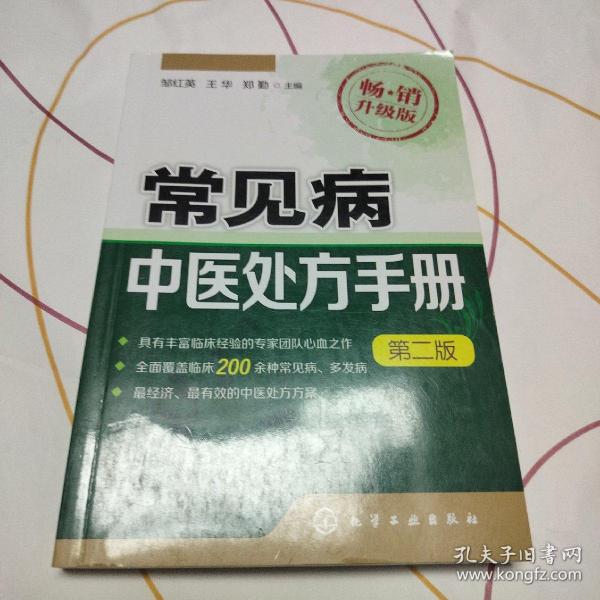 邹红英 王华 郑勤 ○ 主编
畅·销
升级版
常见病
中医处方手册
第二版
具有丰富临床经验的专家团队心血之作
全面覆盖临床200余种常见病、多发病
最经济、最有效的中医处方方案
化学工业出版社
孔夫子旧书网
www.kongfz.com